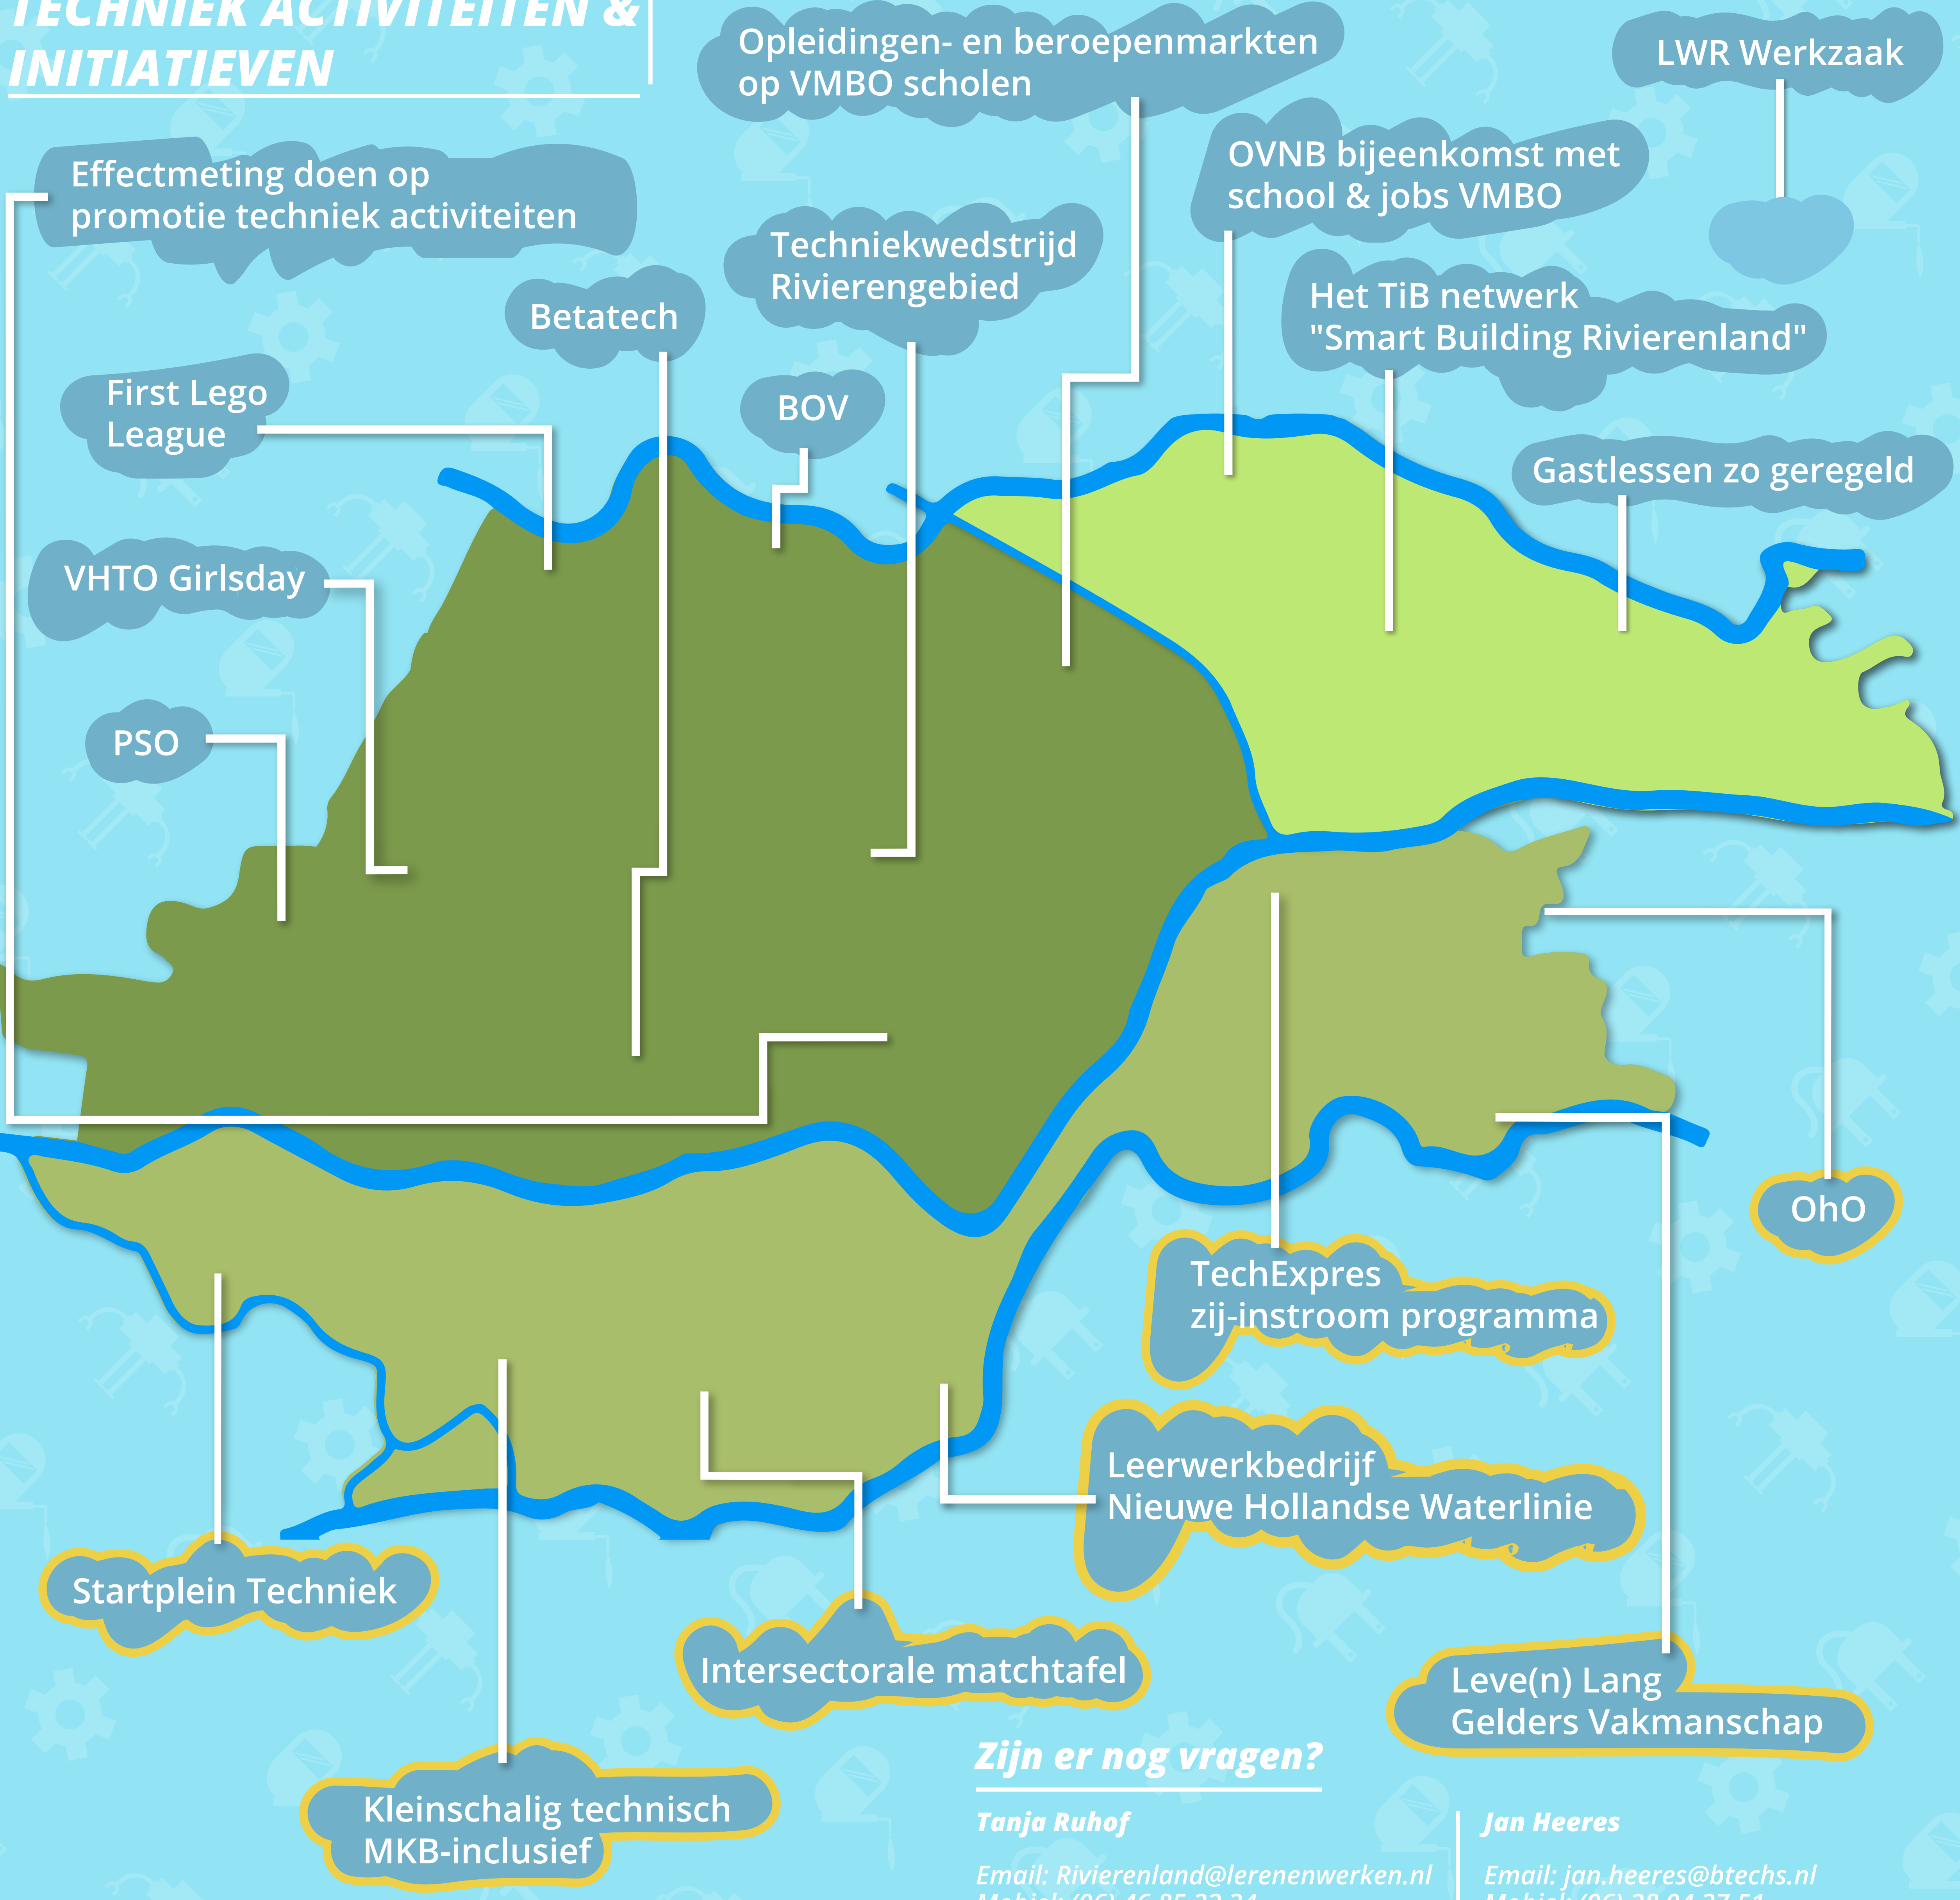 TECHNIEK ACTIVITEITEN &
INITIATIEVEN
Opleidingen- en beroepenmarkten
op VMBO scholen
LWR Werkzaak
Effectmeting doen op
promotie techniek activiteiten
OVNB bijeenkomst met
school & jobs VMBO
Techniekwedstrijd
Rivierengebied
Betatech
Het TiB netwerk
"Smart Building Rivierenland"
First Lego
League
BOV
Gastlessen zo geregeld
VHTO Girlsday
PSO
OhO
TechExpres
zij-instroom programma
Leerwerkbedrijf
Nieuwe Hollandse Waterlinie
Startplein Techniek
Intersectorale matchtafel
Leve(n) Lang
Gelders Vakmanschap
Kleinschalig technisch
MKB-inclusief
Zijn er nog vragen?
Tanja Ruhof
Email: Rivierenland@lerenenwerken.nl
Jan Heeres
Email: jan.heeres@btechs.nl